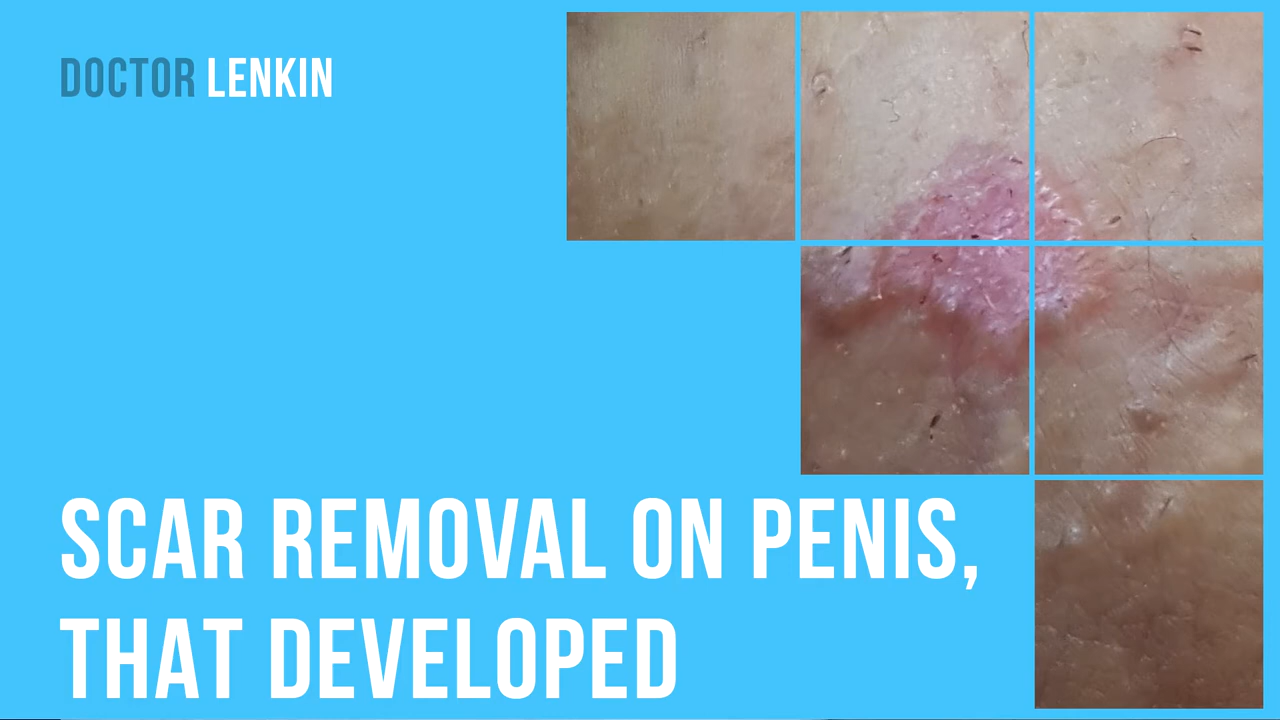 DOCTOR LENKIN
SCAR REMOVAL ON PENIS,
THAT DEVELOPED